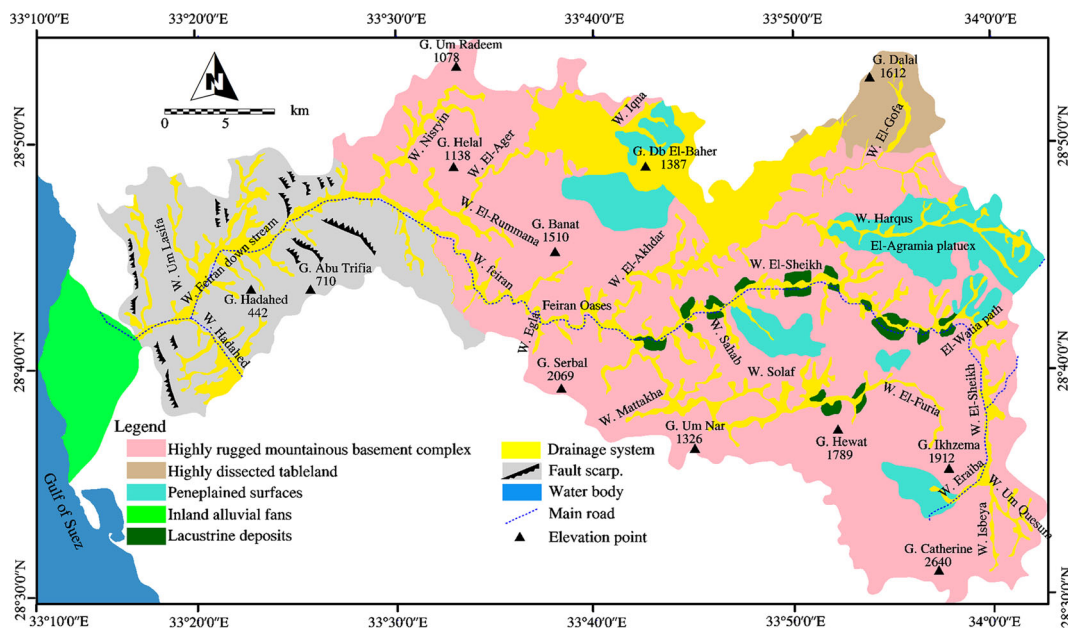 33°10'0"V
33°20'0"V
33°30'0"V
33°40'0"V
33°50'0"V
34°0'0"V
G. Um Radeem
1078
G. Dalal
1612
N
0 5
km
W. Nisryin
W. Iqna
W. El-Gofa
28°50'0"N
28°50'0"N
G. Helal
1138
W. El-Ager
G. Db El-Baher
1387
W. Um Lasifa
W. Feiran down stream
W. El-Rummana
G. Banat
1510
W. Harqus
El-Agramia platuex
W. El-Akhdar
W. El-Sheikh
W. feiran
G. Abu Trifia
710
G. Hadahed
442
Feiran Oases
W. Hadahed
W. Egla
W. Sahab
El-Watia path
28°40'0"N
28°40'0"N
G. Serbal
2069
W. Solaf
W. Mattakha
W. El-Furia
W. El-Sheikh
G. Um Nar
1326
G. Hewat
1789
G. Ikhzema
1912
W. Eraiba
W. Um Quesura
W. Isbeya
G. Catherine
2640
Gulf of Suez
Legend
Highly rugged mountainous basement complex
Highly dissected tableland
Peneplained surfaces
Inland alluvial fans
Lacustrine deposits
Drainage system
Fault scarp.
Water body
Main road
Elevation point
28°30'0"N
28°30'0"N
33°10'0"V
33°20'0"V
33°30'0"V
33°40'0"V
33°50'0"V
34°0'0"V